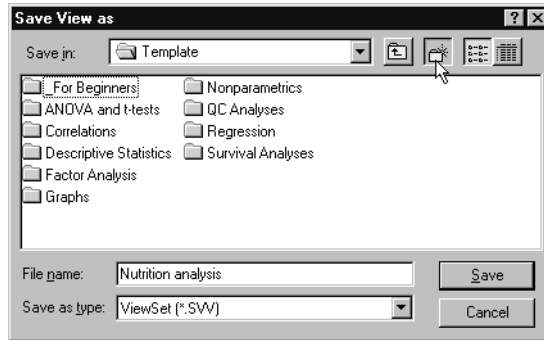 Save View as
Save in: Template
_For Beginners
ANOVA and t-tests
Correlations
Descriptive Statistics
Factor Analysis
Graphs
Nonparametrics
QC Analyses
Regression
Survival Analyses
File name: Nutrition analysis
Save
Save as type: ViewSet (*.SVV)
Cancel